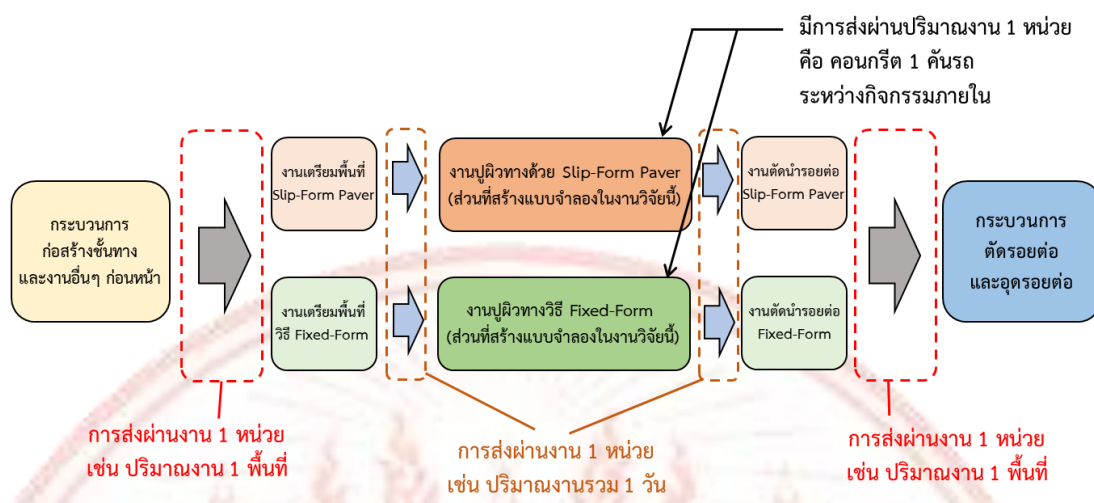 มีการส่งผ่านปริมาณงาน 1 หน่วย
คือ คอนกรีต 1 คันรถ
ระหว่างกิจกรรมภายใน
กระบวนการ
ก่อสร้างชั้นทาง
และงานอื่นๆ ก่อนหน้า
งานเตรียมพื้นที่
Slip-Form Paver
งานปูผิวทางด้วย Slip-Form Paver
(ส่วนที่สร้างแบบจำลองในงานวิจัยนี้)
งานตัดนำรอยต่อ
Slip-Form Paver
งานเตรียมพื้นที่
วิธี Fixed-Form
งานปูผิวทางวิธี Fixed-Form
(ส่วนที่สร้างแบบจำลองในงานวิจัยนี้)
งานตัดนำรอยต่อ
Fixed-Form
กระบวนการ
ตัดรอยต่อ
และอุดรอยต่อ
การส่งผ่านงาน 1 หน่วย
เช่น ปริมาณงาน 1 พื้นที่
การส่งผ่านงาน 1 หน่วย
เช่น ปริมาณงานรวม 1 วัน
การส่งผ่านงาน 1 หน่วย
เช่น ปริมาณงาน 1 พื้นที่